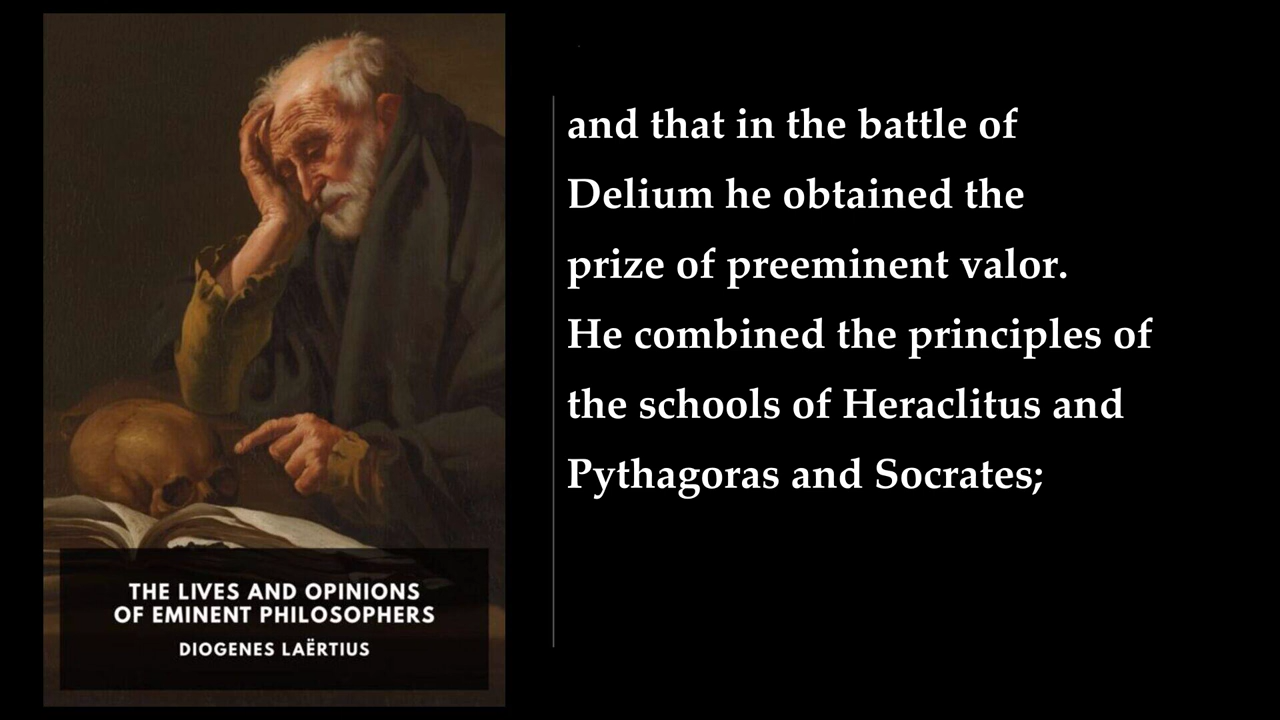 THE LIVES AND OPINIONS
OF EMINENT PHILOSOPHERS
DIOGENES LAËRTIUS
and that in the battle of
Delium he obtained the
prize of preeminent valor.
He combined the principles of
the schools of Heraclitus and
Pythagoras and Socrates;